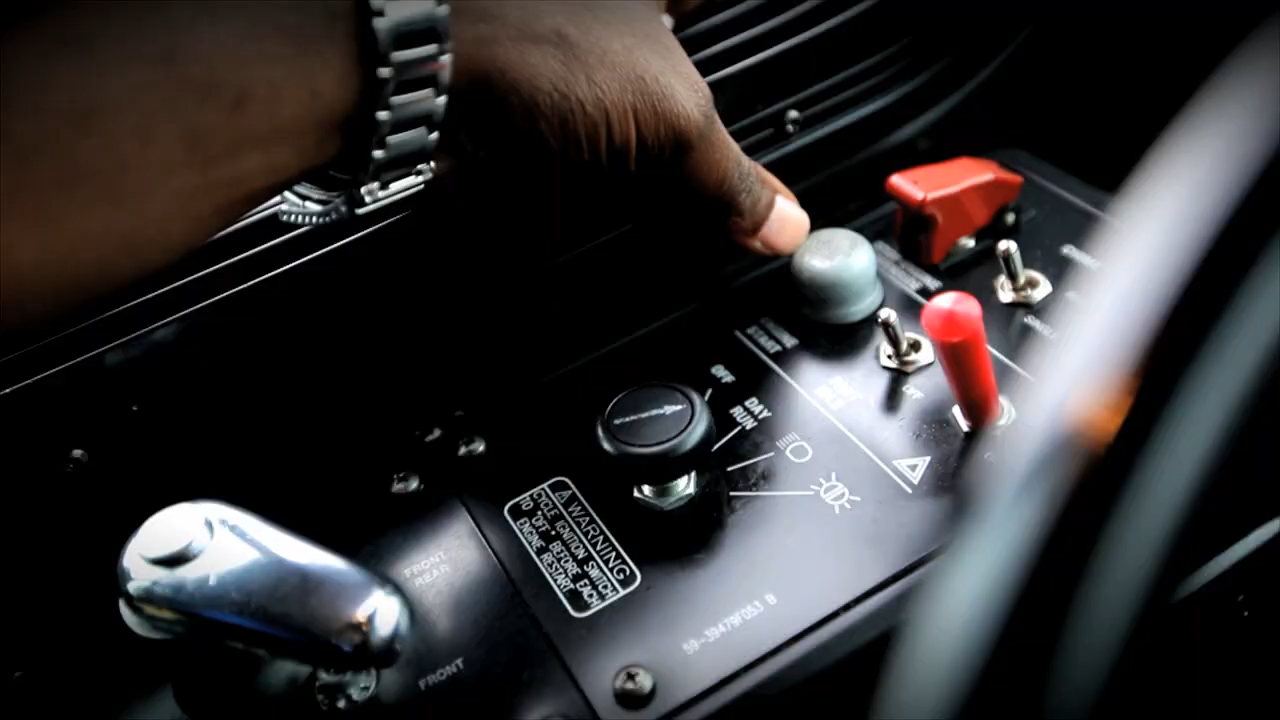 OFF
DAY
RUN
START
OFF
WARNING
CYCLE IGNITION SWITCH
TO "OFF" BEFORE EACH
ENGINE RESTART
FRONT
REAR
FRONT
59-39479F053 B